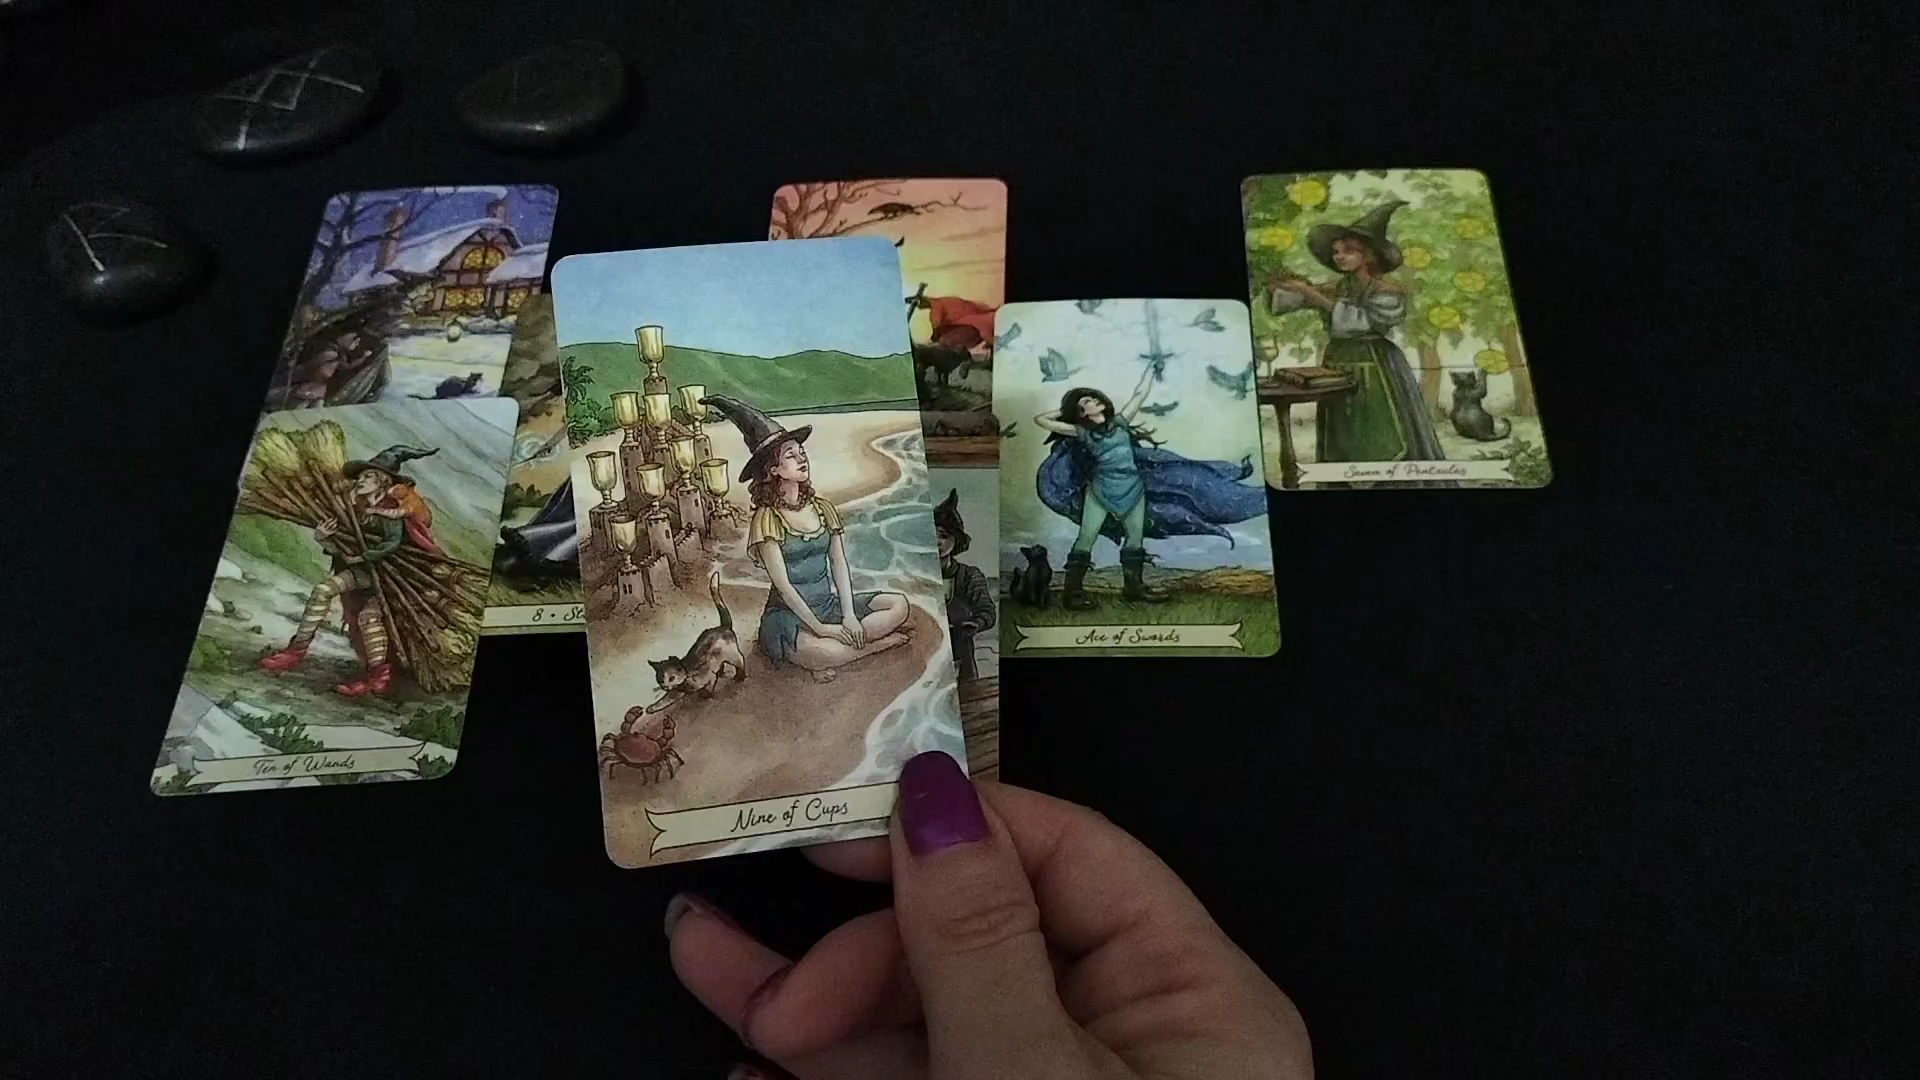 Seven of Pentacles
8 • St
Ace of Swords
Ten of Wands
Nine of Cups